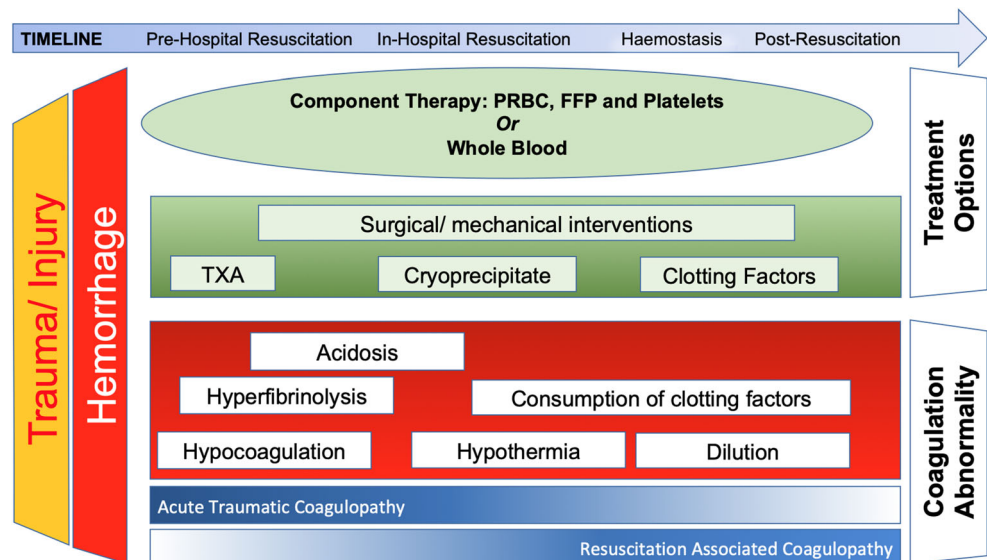 TIMELINE Pre-Hospital Resuscitation In-Hospital Resuscitation Haemostasis Post-Resuscitation
Trauma/ Injury
Hemorrhage
Component Therapy: PRBC, FFP and Platelets
Or
Whole Blood
Surgical/ mechanical interventions
TXA Cryoprecipitate Clotting Factors
Treatment
Options
Acidosis
Hyperfibrinolysis Consumption of clotting factors
Hypocoagulation Hypothermia Dilution
Coagulation
Abnormality
Acute Traumatic Coagulopathy
Resuscitation Associated Coagulopathy